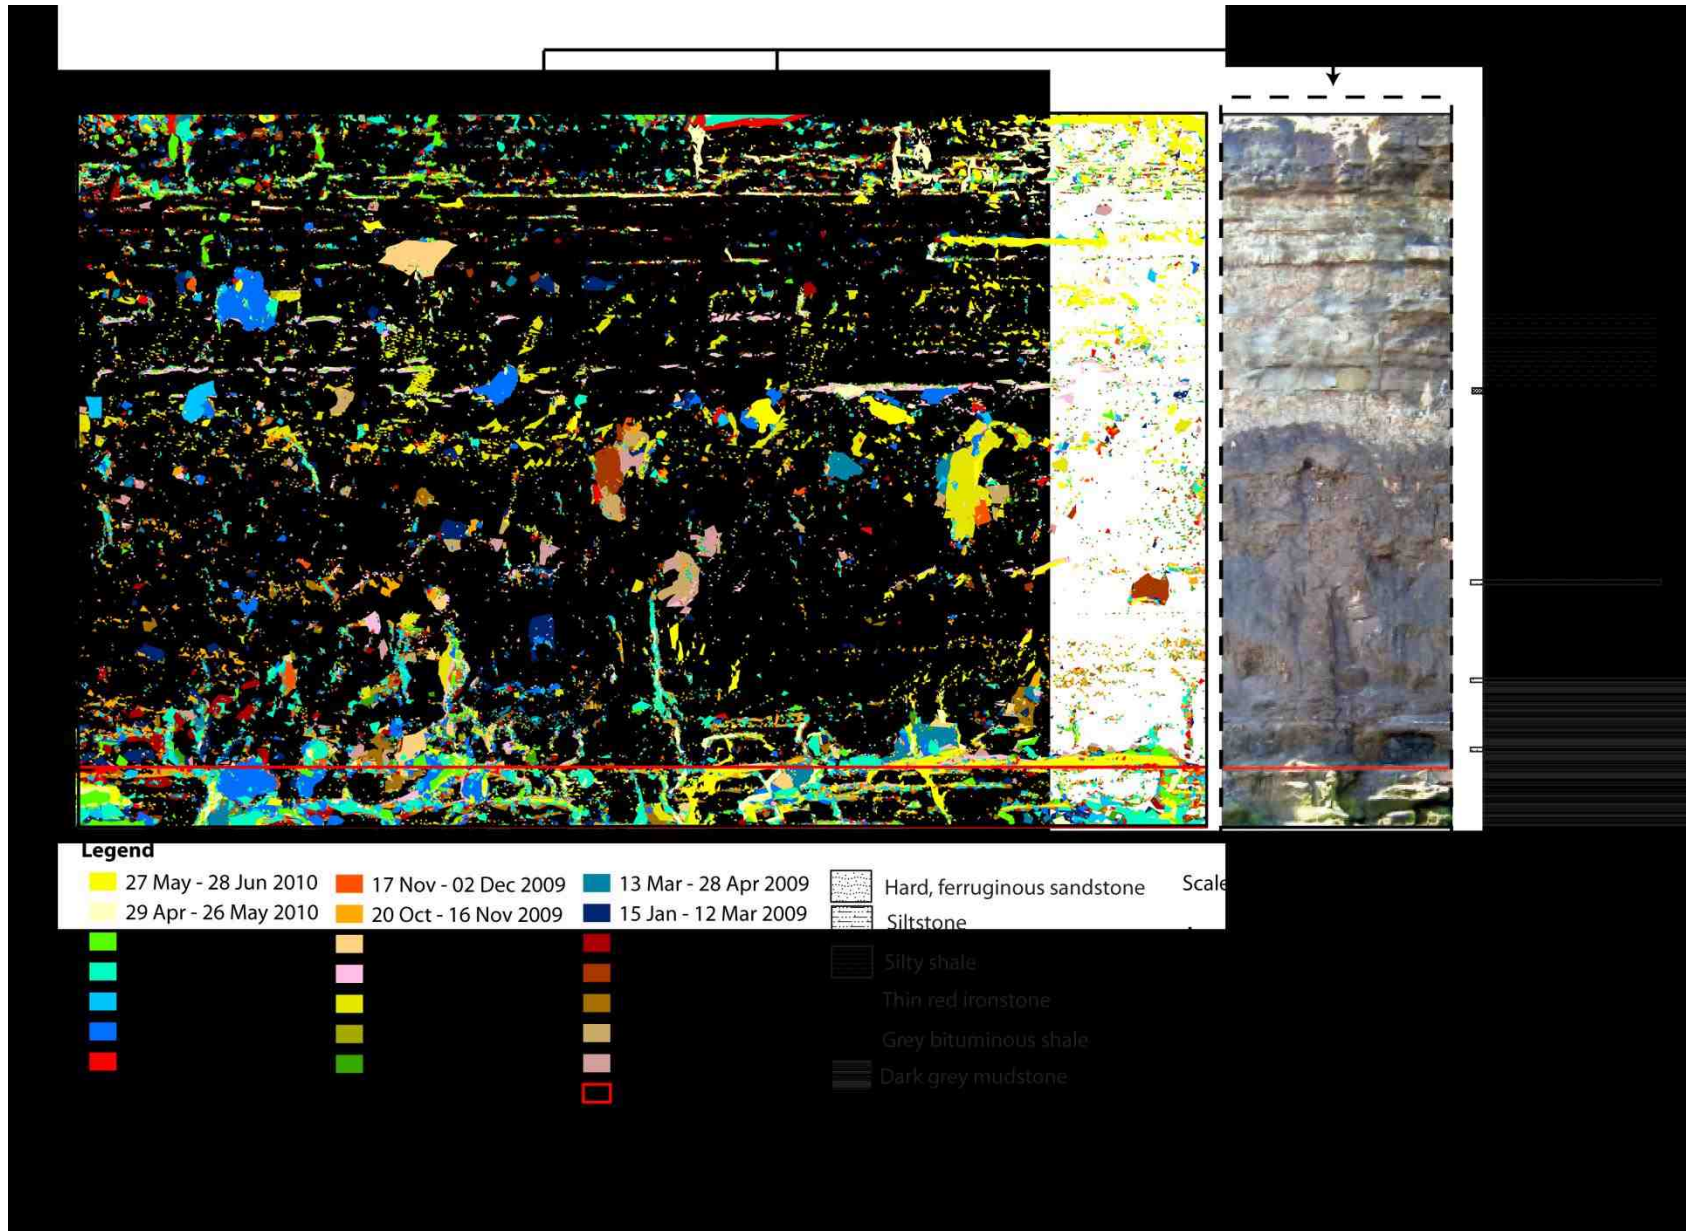 Legend
27 May - 28 Jun 2010
29 Apr - 26 May 2010
17 Nov - 02 Dec 2009
20 Oct - 16 Nov 2009
13 Mar - 28 Apr 2009
15 Jan - 12 Mar 2009
Hard, ferruginous sandstone
Siltstone
Silty shale
Thin red ironstone
Grey bituminous shale
Dark grey mudstone
Scale